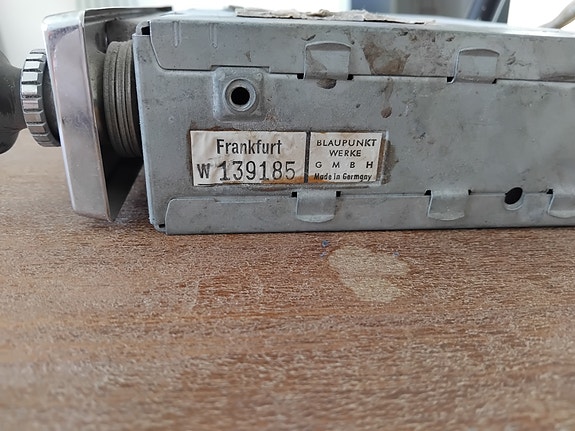 Frankfurt
W 139185
BLAUPUNKT
WERKE
G M B H
Made in Germany